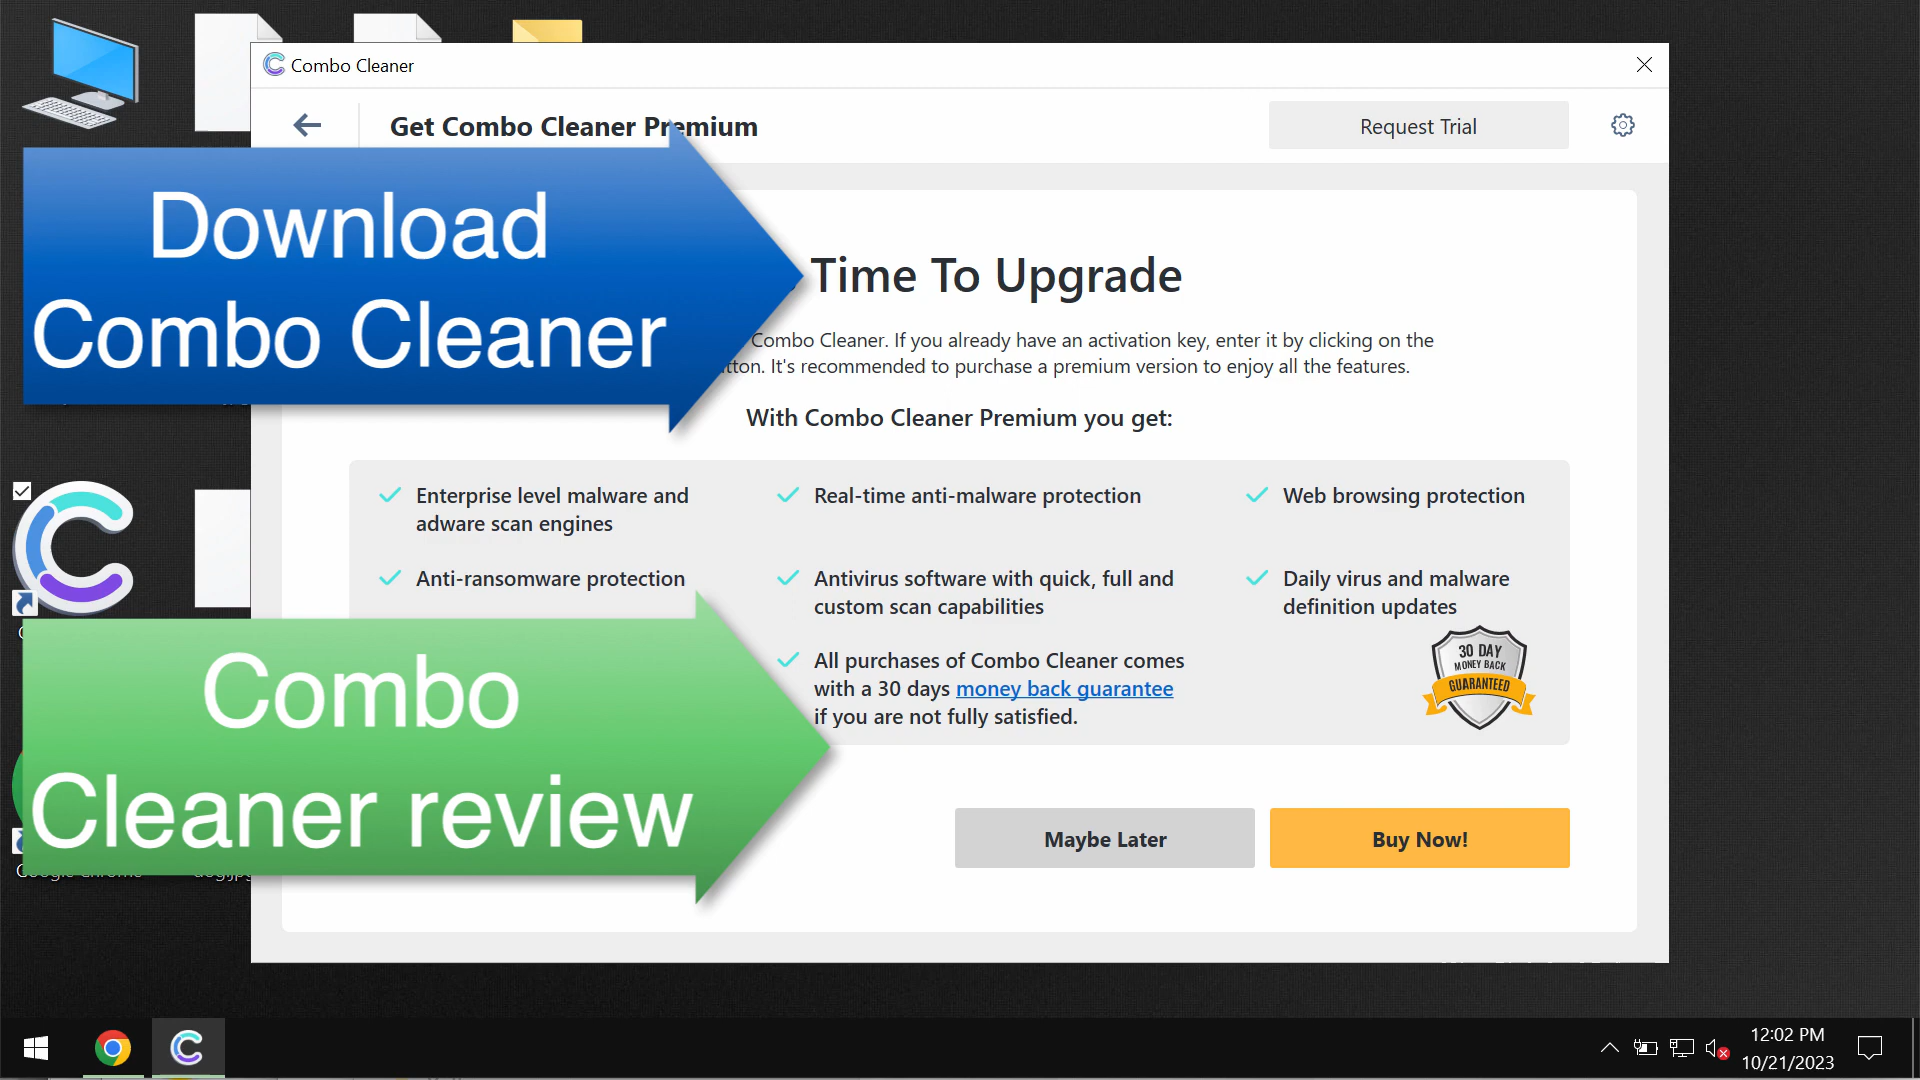 Combo Cleaner
Get Combo Cleaner Premium
Request Trial
Download
Combo Cleaner
Time To Upgrade
Combo Cleaner. If you already have an activation key, enter it by clicking on the
It's recommended to purchase a premium version to enjoy all the features.
With Combo Cleaner Premium you get:
Enterprise level malware and
adware scan engines
Real-time anti-malware protection
Web browsing protection
Anti-ransomware protection
Antivirus software with quick, full and
custom scan capabilities
Daily virus and malware
definition updates
All purchases of Combo Cleaner comes
with a 30 days money back guarantee
if you are not fully satisfied.
30 DAY
MONEY BACK
GUARANTEED
Combo
Cleaner review
Maybe Later
Buy Now!
12:02 PM
10/21/2023